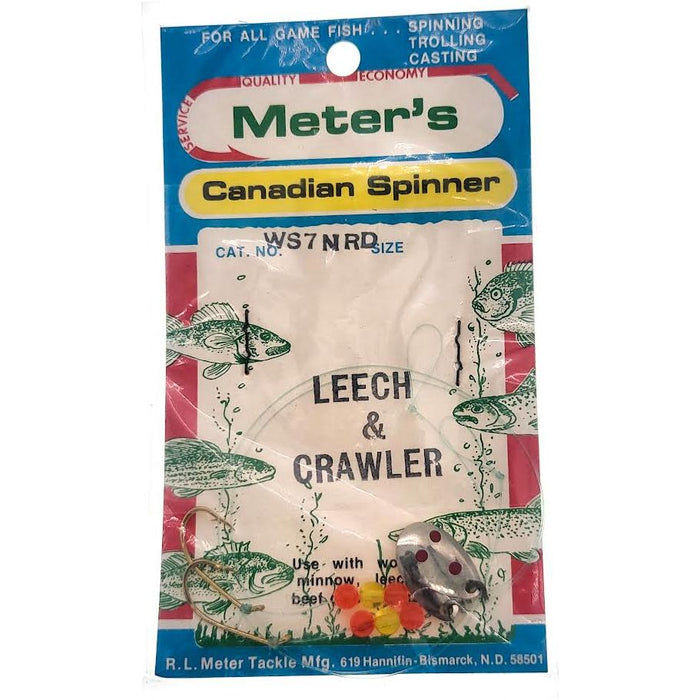 FOR ALL GAME FISH . . . SPINNING
TROLLING
CASTING
SERVICE QUALITY ECONOMY
Meter's
Canadian Spinner
CAT. NO. WS7NRD SIZE
LEECH
&
CRAWLER
Use with
minnow,
beef
R.L. Meter Tackle Mfg. 619 Hannifin-Bismarck, N.D. 58501